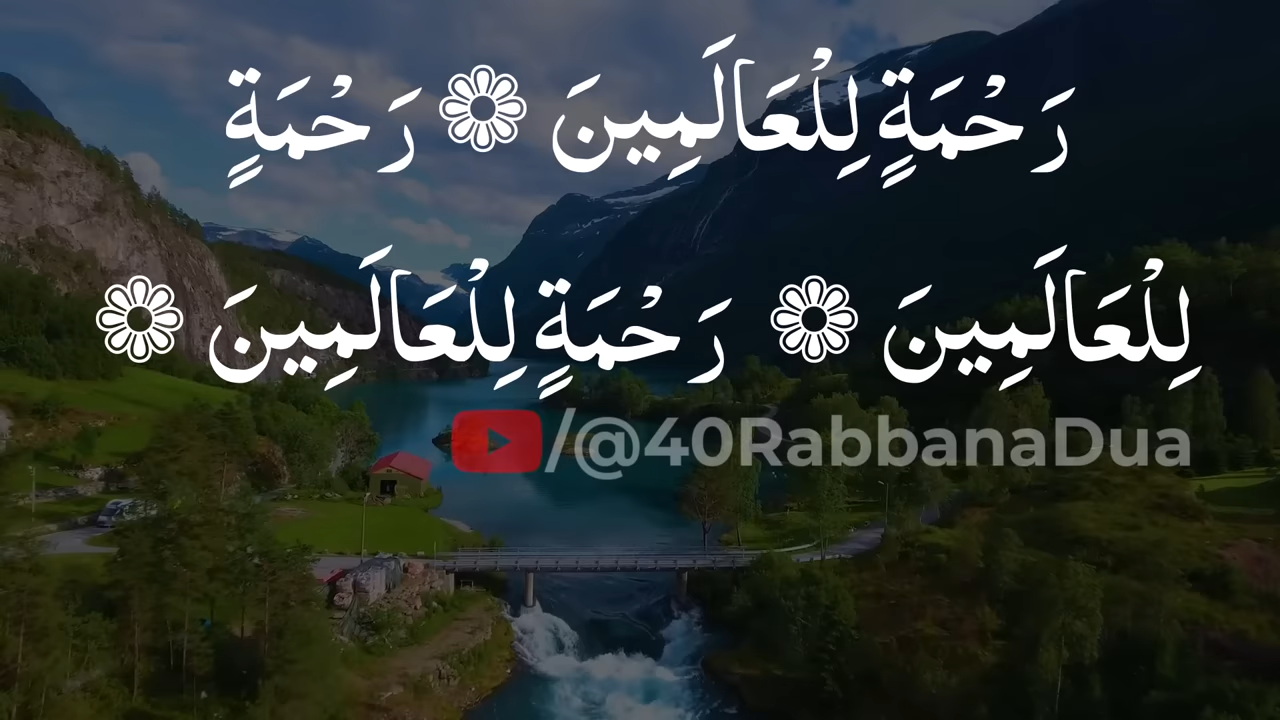 رَحْمَةٍ لِلْعَالَمِينَ ❁ رَحْمَةٍ
لِلْعَالَمِينَ ❁ رَحْمَةٍ لِلْعَالَمِينَ ❁
/@40RabbanaDua